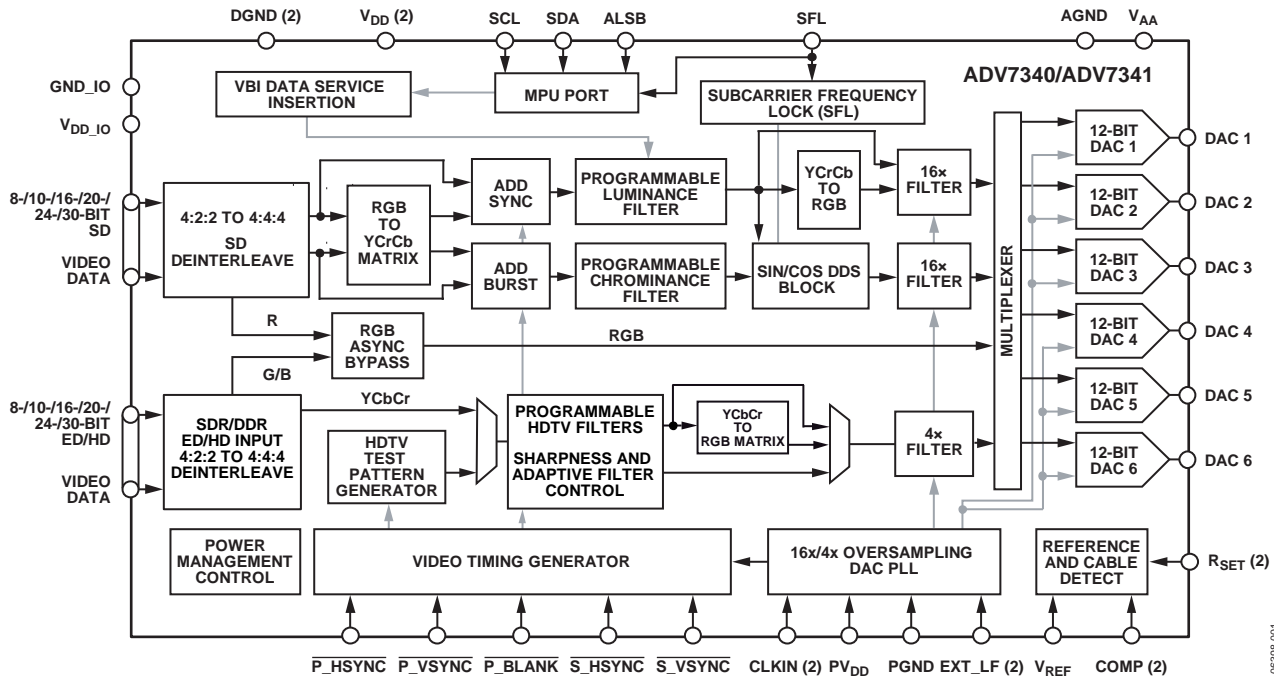 DGND (2)
VDD (2)
SCL
SDA
ALSB
SFL
AGND
VAA
GND_IO
VDD_IO
ADV7340/ADV7341
VBI DATA SERVICE
INSERTION
MPU PORT
SUBCARRIER FREQUENCY
LOCK (SFL)
8-/10-/16-/20-/
24-/30-BIT
SD
VIDEO
DATA
4:2:2 TO 4:4:4
SD
DEINTERLEAVE
RGB
TO
YCrCb
MATRIX
ADD
SYNC
PROGRAMMABLE
LUMINANCE
FILTER
YCrCb
TO
RGB
16×
FILTER
ADD
BURST
PROGRAMMABLE
CHROMINANCE
FILTER
SIN/COS DDS
BLOCK
16×
FILTER
MULTIPLEXER
12-BIT
DAC 1
DAC 1
12-BIT
DAC 2
DAC 2
12-BIT
DAC 3
DAC 3
12-BIT
DAC 4
DAC 4
12-BIT
DAC 5
DAC 5
12-BIT
DAC 6
DAC 6
R
G/B
RGB
ASYNC
BYPASS
RGB
8-/10-/16-/20-/
24-/30-BIT
ED/HD
VIDEO
DATA
SDR/DDR
ED/HD INPUT
4:2:2 TO 4:4:4
DEINTERLEAVE
YCbCr
HDTV
TEST
PATTERN
GENERATOR
PROGRAMMABLE
HDTV FILTERS
SHARPNESS AND
ADAPTIVE FILTER
CONTROL
YCbCr
TO
RGB MATRIX
4×
FILTER
POWER
MANAGEMENT
CONTROL
VIDEO TIMING GENERATOR
16x/4x OVERSAMPLING
DAC PLL
REFERENCE
AND CABLE
DETECT
RSET (2)
P_HSYNC
P_VSYNC
P_BLANK
S_HSYNC
S_VSYNC
CLKIN (2)
PVDD
PGND
EXT_LF (2)
VREF
COMP (2)
06398-001